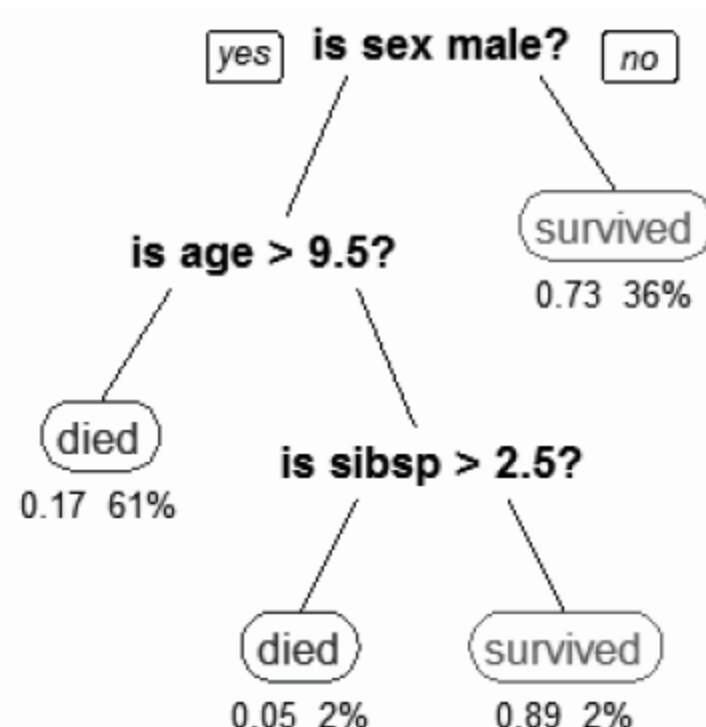 yes is sex male? no
survived
0.73 36%
is age > 9.5?
died
0.17 61%
is sibsp > 2.5?
died
0.05 2%
survived
0.89 2%